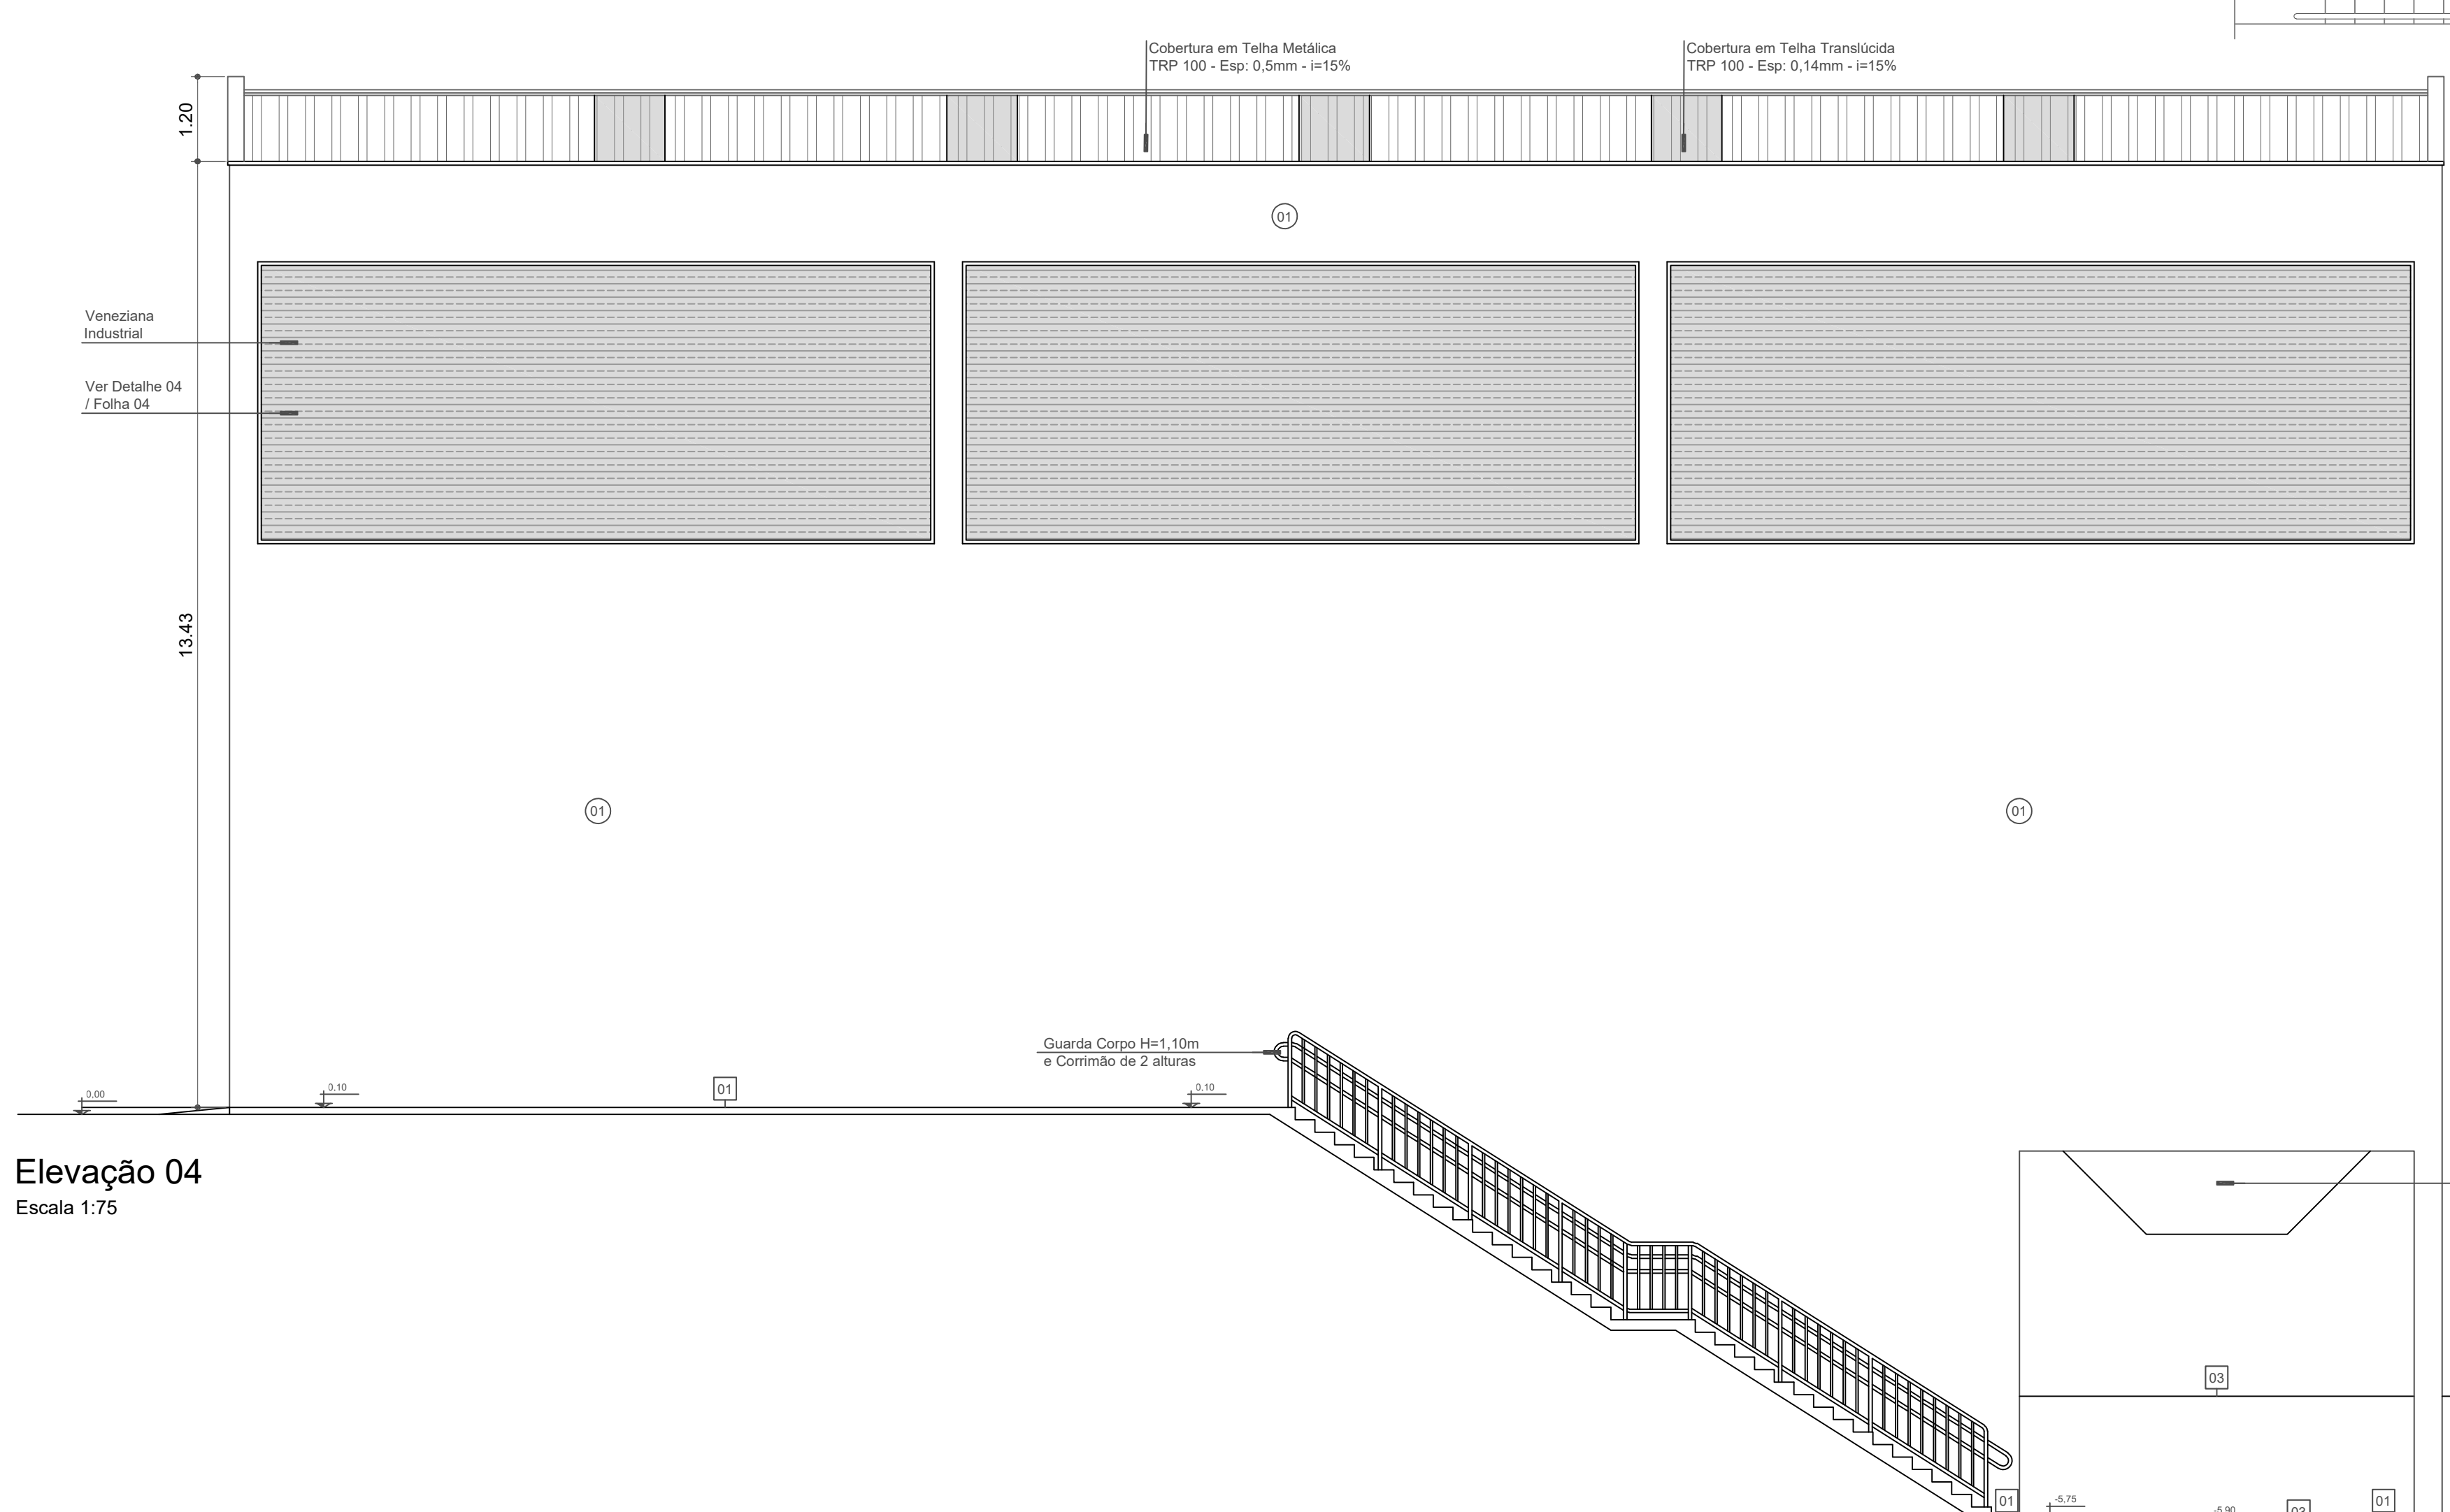 Cobertura em Telha Metálica
TRP 100 - Esp: 0,5mm - i=15%
Cobertura em Telha Translúcida
TRP 100 - Esp: 0,14mm - i=15%
1.20
01
Veneziana
Industrial
Ver Detalhe 04
/ Folha 04
13.43
01
01
Guarda Corpo H=1,10m
e Corrimão de 2 alturas
0,00
0,10
01
0,10
Elevação 04
Escala 1:75
03
01
-5,75
-5,90
03
01